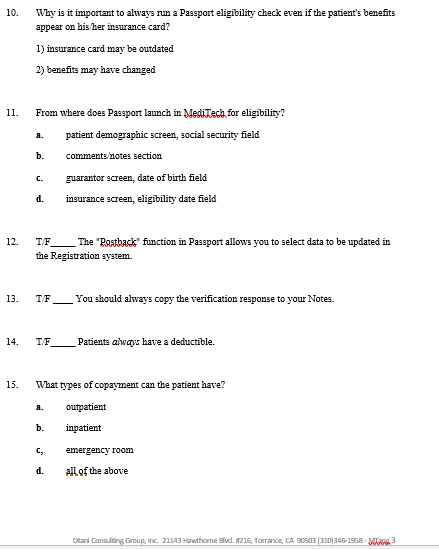 10. Why is it important to always run a Passport eligibility check even if the patient's benefits
appear on his/her insurance card?
1) insurance card may be outdated
2) benefits may have changed
11. From where does Passport launch in MediTech for eligibility?
a. patient demographic screen, social security field
b. comments/notes section
c. guarantor screen, date of birth field
d. insurance screen, eligibility date field
12. T/F_____ The "Postback" function in Passport allows you to select data to be updated in
the Registration system.
13. T/F ____ You should always copy the verification response to your Notes.
14. T/F_____ Patients always have a deductible.
15. What types of copayment can the patient have?
a. outpatient
b. inpatient
c, emergency room
d. all of the above
Otani Consulting Group, Inc. 21143 Hawthorne Blvd. #216, Torrance, CA 90503 (310)346-1958 - MTang 3